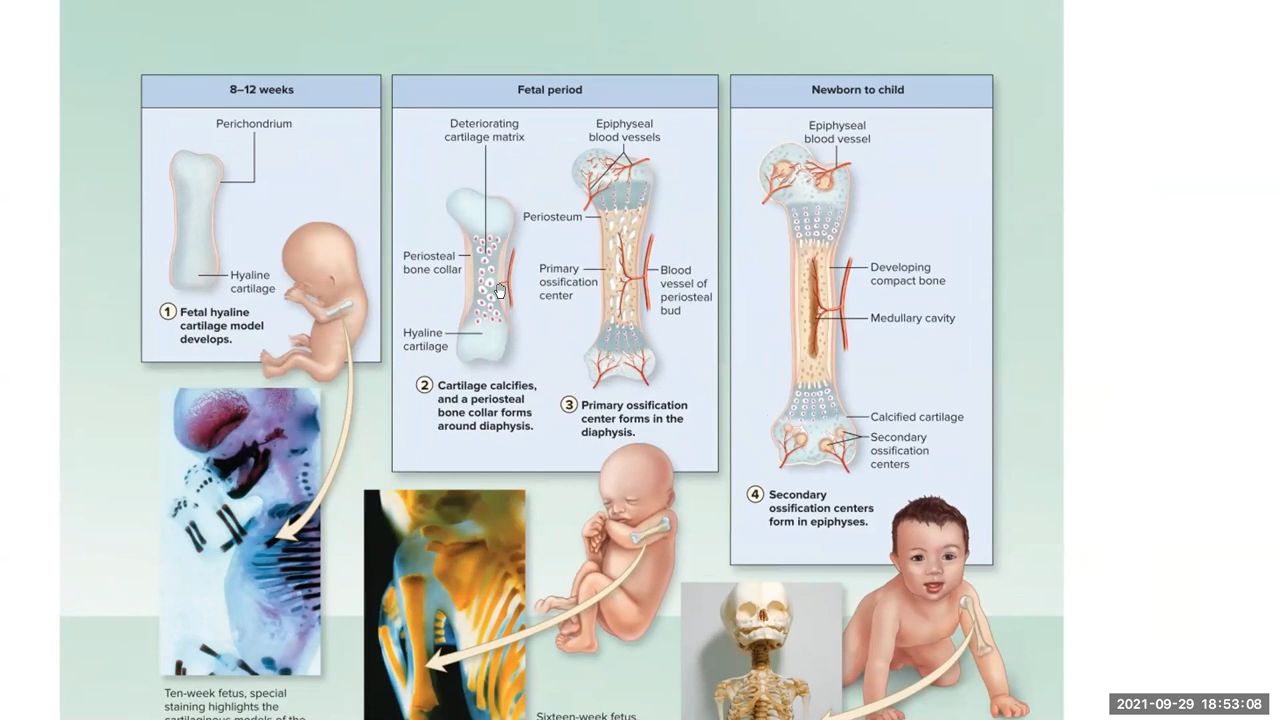 8–12 weeks
Perichondrium
Hyaline
cartilage
1 Fetal hyaline
cartilage model
develops.
Fetal period
Deteriorating
cartilage matrix
Epiphyseal
blood vessels
Periosteum
Periosteal
bone collar
Primary
ossification
center
Blood
vessel of
periosteal
bud
Hyaline
cartilage
2 Cartilage calcifies,
and a periosteal
bone collar forms
around diaphysis.
3 Primary ossification
center forms in the
diaphysis.
Newborn to child
Epiphyseal
blood vessel
Developing
compact bone
Medullary cavity
Calcified cartilage
Secondary
ossification
centers
4 Secondary
ossification centers
form in epiphyses.
Ten-week fetus, special
staining highlights the
cartilaginous models of the
Sixteen-week fetus,
2021-09-29 18:53:08